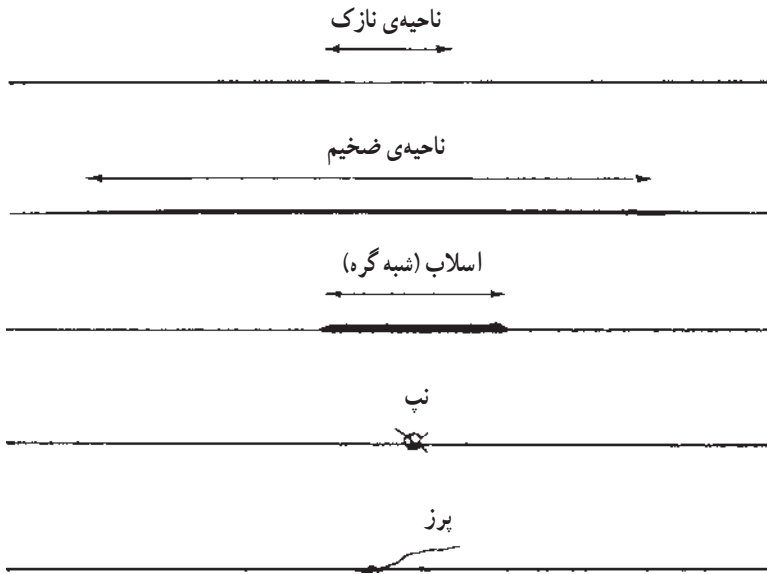 ناحیه‌ی نازک
ناحیه‌ی ضخیم
اسلاب (شبه گره)
نپ
پرز